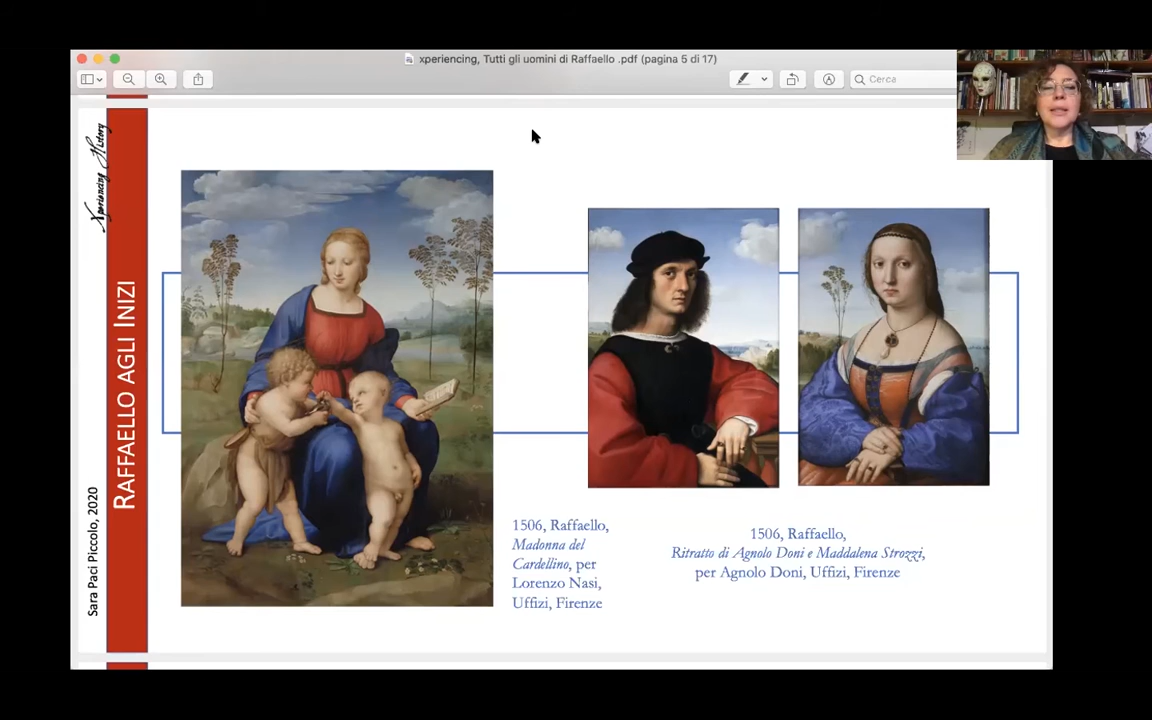 xperiencing, Tutti gli uomini di Raffaello .pdf (pagina 5 di 17)
Cerca
Xperiencing History
RAFFAELLO AGLI INIZI
Sara Paci Piccolo, 2020
1506, Raffaello,
Madonna del
Cardellino, per
Lorenzo Nasi,
Uffizi, Firenze
1506, Raffaello,
Ritratto di Agnolo Doni e Maddalena Strozzi,
per Agnolo Doni, Uffizi, Firenze